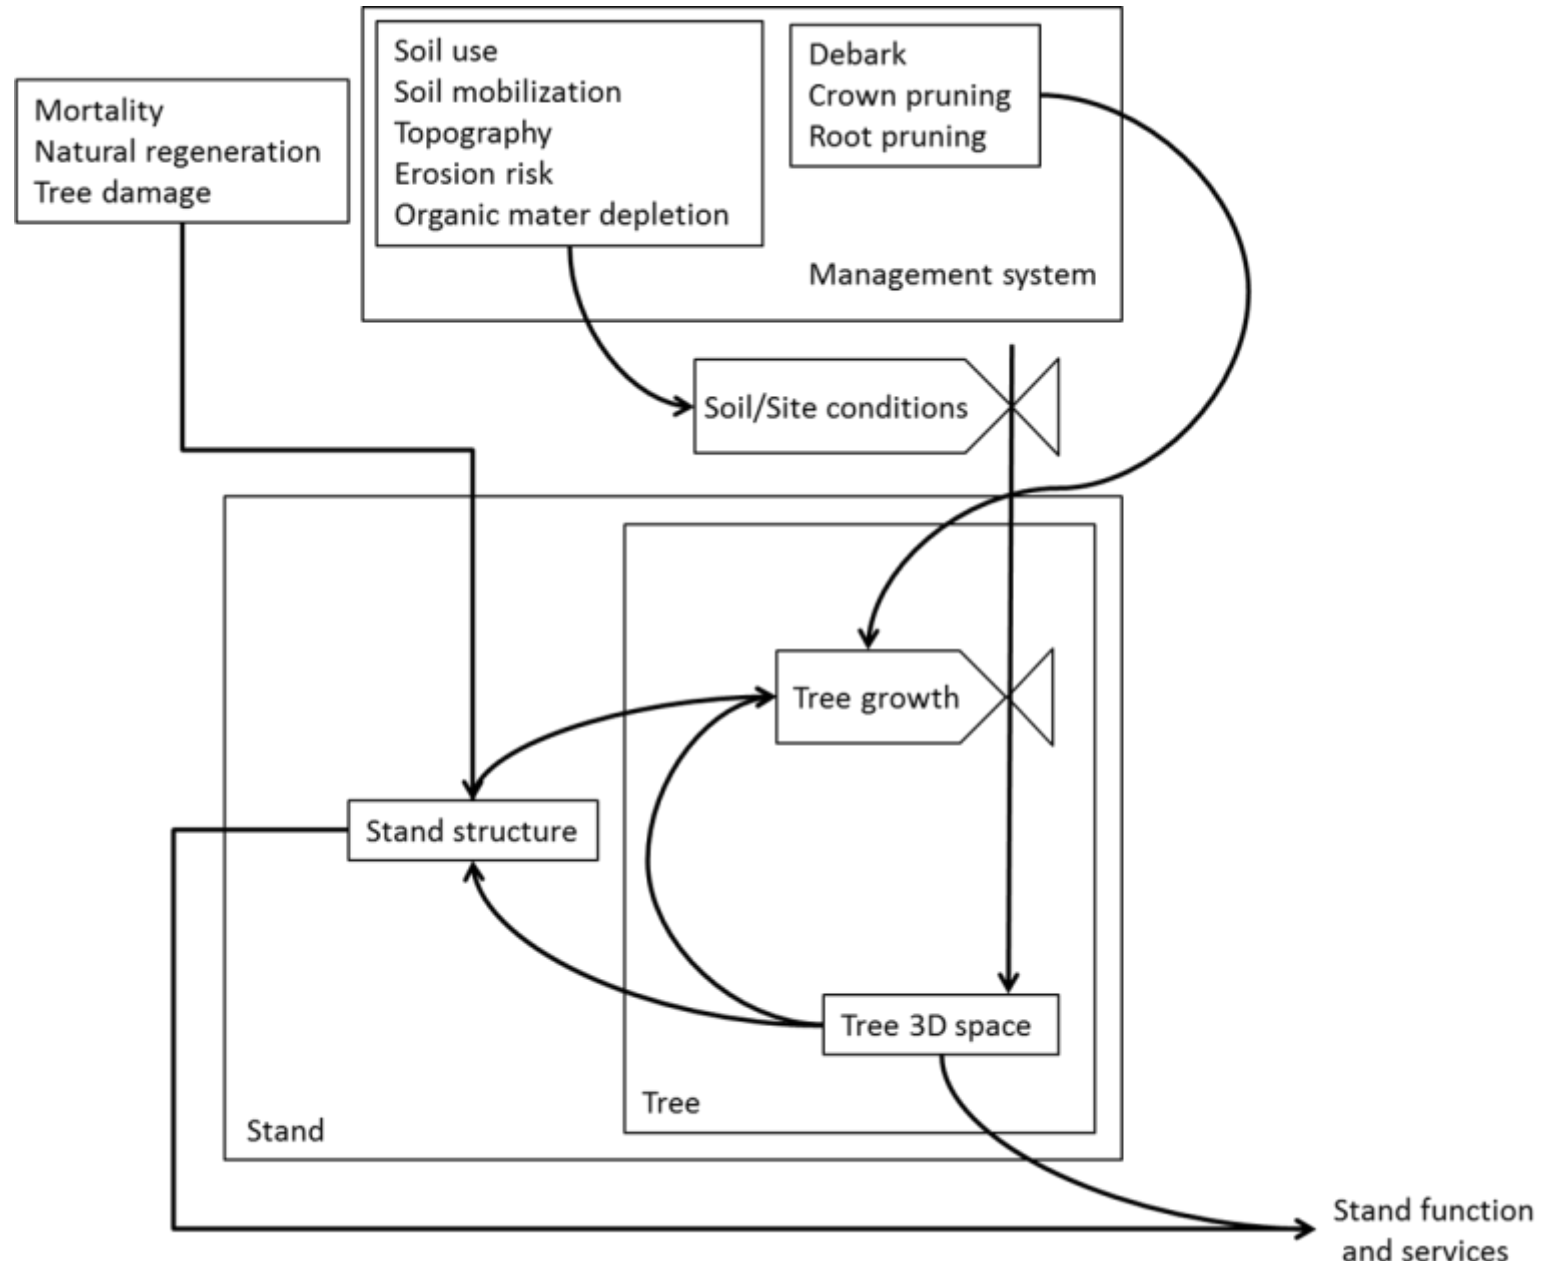 Mortality
Natural regeneration
Tree damage
Soil use
Soil mobilization
Topography
Erosion risk
Organic mater depletion
Debark
Crown pruning
Root pruning
Management system
Soil/Site conditions
Tree growth
Stand structure
Tree 3D space
Tree
Stand
Stand function
and services